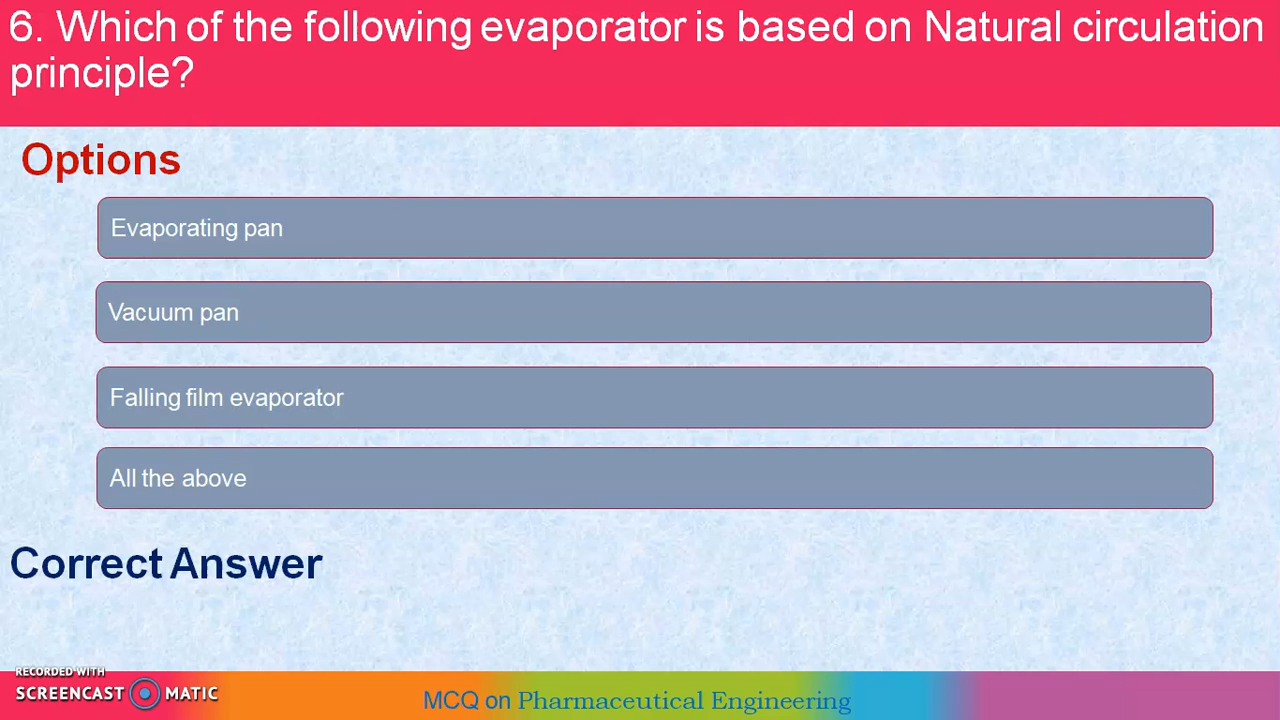 6. Which of the following evaporator is based on Natural circulation
principle?
Options
Evaporating pan
Vacuum pan
Falling film evaporator
All the above
Correct Answer
RECORDED WITH
SCREENCAST MATIC
MCQ on Pharmaceutical Engineering